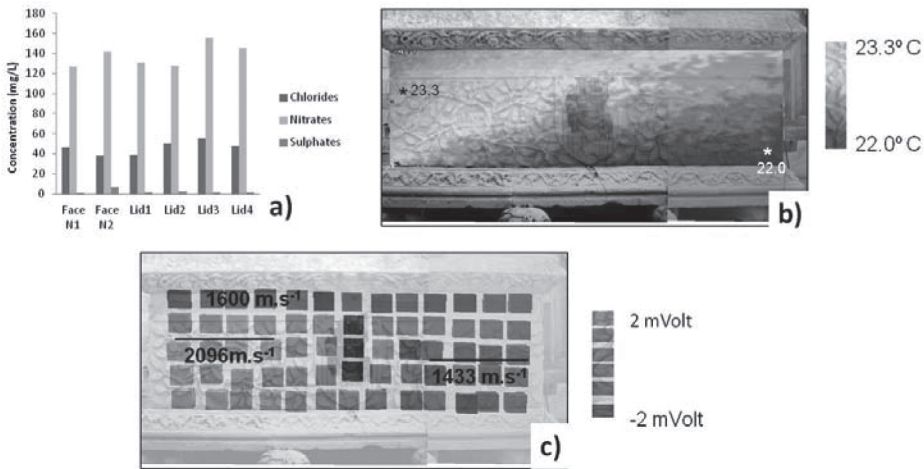 180
160
140
120
100
80
60
40
20
0
Concentration (mg/L)
Face N1
Face N2
Lid1
Lid2
Lid3
Lid4
Chlorides
Nitrates
Sulphates
a)
*23.3
*
22.0
23.3º C
22.0º C
b)
1600 m.s-1
2096m.s-1
1433 m.s-1
2 mVolt
-2 mVolt
c)